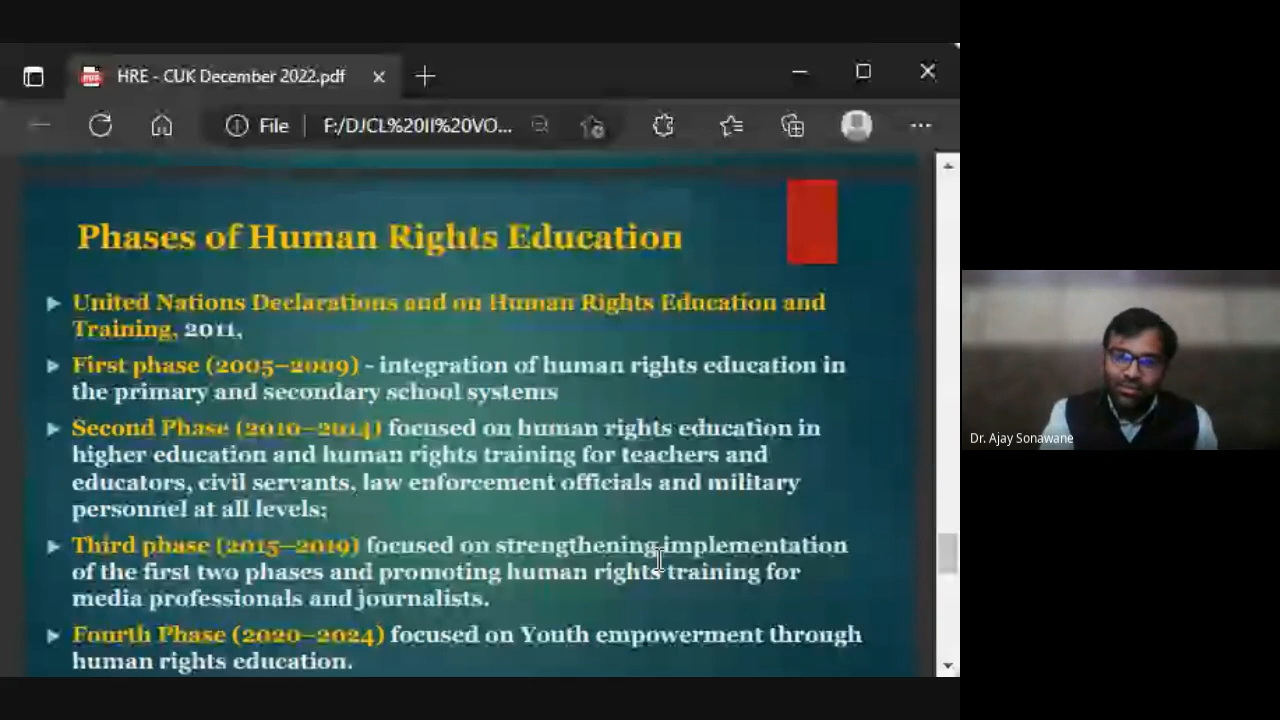 HRE - CUK December 2022.pdf
File
F:/DJCL%20II%20VO...
Phases of Human Rights Education
United Nations Declarations and on Human Rights Education and
Training, 2011,
First phase (2005–2009) - integration of human rights education in
the primary and secondary school systems
Second Phase (2010–2014) focused on human rights education in
higher education and human rights training for teachers and
educators, civil servants, law enforcement officials and military
personnel at all levels;
Third phase (2015–2019) focused on strengthening implementation
of the first two phases and promoting human rights training for
media professionals and journalists.
Fourth Phase (2020–2024) focused on Youth empowerment through
human rights education.
Dr. Ajay Sonawane